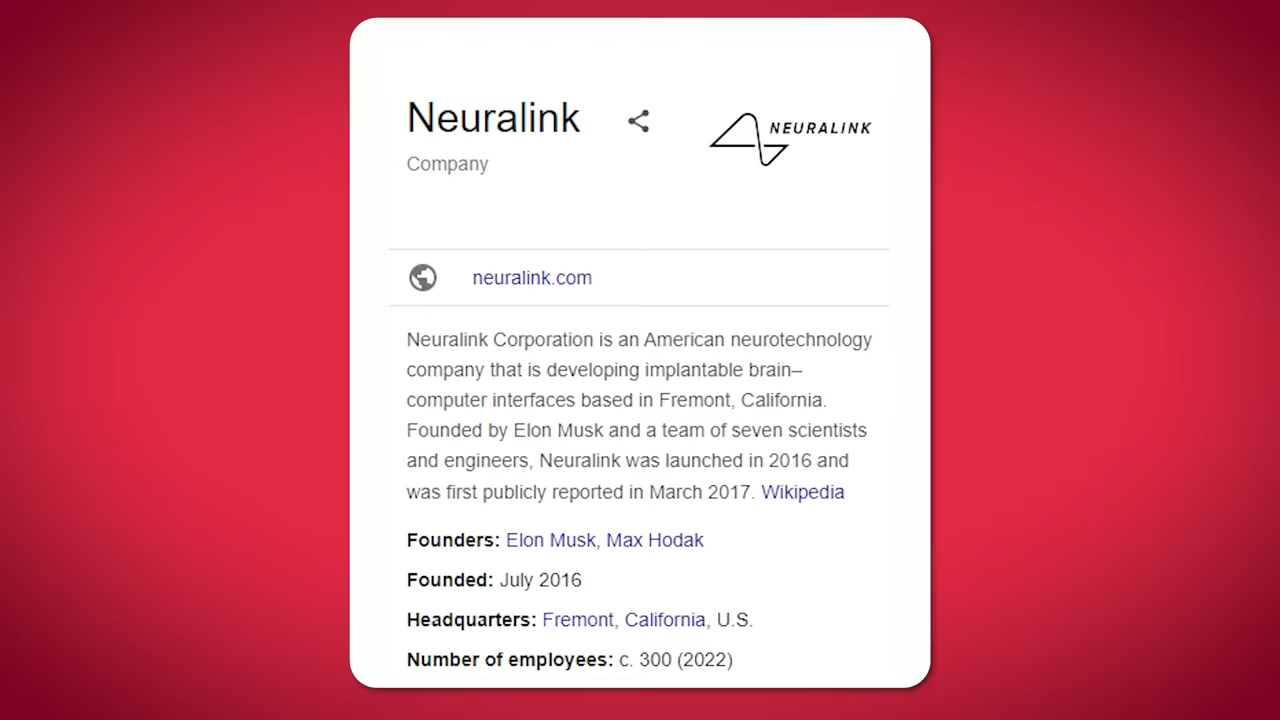 Neuralink
NEURALINK
Company
neuralink.com
Neuralink Corporation is an American neurotechnology
company that is developing implantable brain–
computer interfaces based in Fremont, California.
Founded by Elon Musk and a team of seven scientists
and engineers, Neuralink was launched in 2016 and
was first publicly reported in March 2017. Wikipedia
Founders: Elon Musk, Max Hodak
Founded: July 2016
Headquarters: Fremont, California, U.S.
Number of employees: c. 300 (2022)